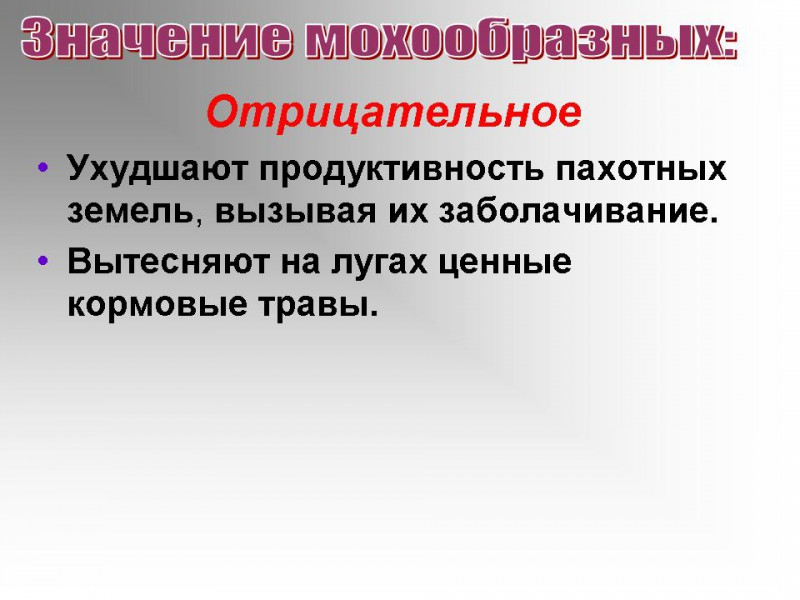 Значение мохообразных:
Отрицательное
• Ухудшают продуктивность пахотных
земель, вызывая их заболачивание.
• Вытесняют на лугах ценные
кормовые травы.